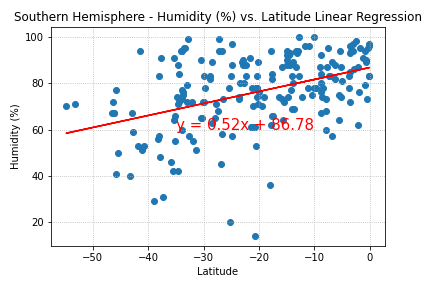 Southern Hemisphere - Humidity (%) vs. Latitude Linear Regression
100
80
60
40
20
Humidity (%)
y = 0.52x + 86.78
−50
−40
−30
−20
−10
0
Latitude